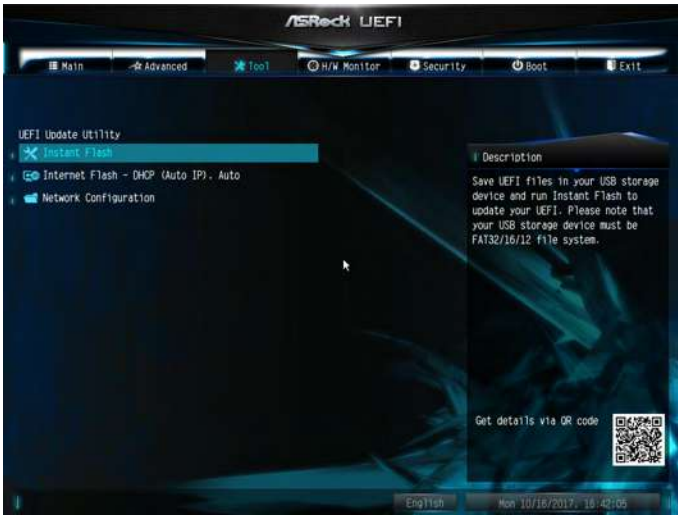 ASRock UEFI
Main Advanced Tool H/W Monitor Security Boot Exit
UEFI Update Utility
Instant Flash
Internet Flash - DHCP (Auto IP). Auto
Network Configuration
Description
Save UEFI files in your USB storage
device and run Instant Flash to
update your UEFI. Please note that
your USB storage device must be
FAT32/16/12 file system.
Get details via QR code
English Mon 10/16/2017. 16:42:05